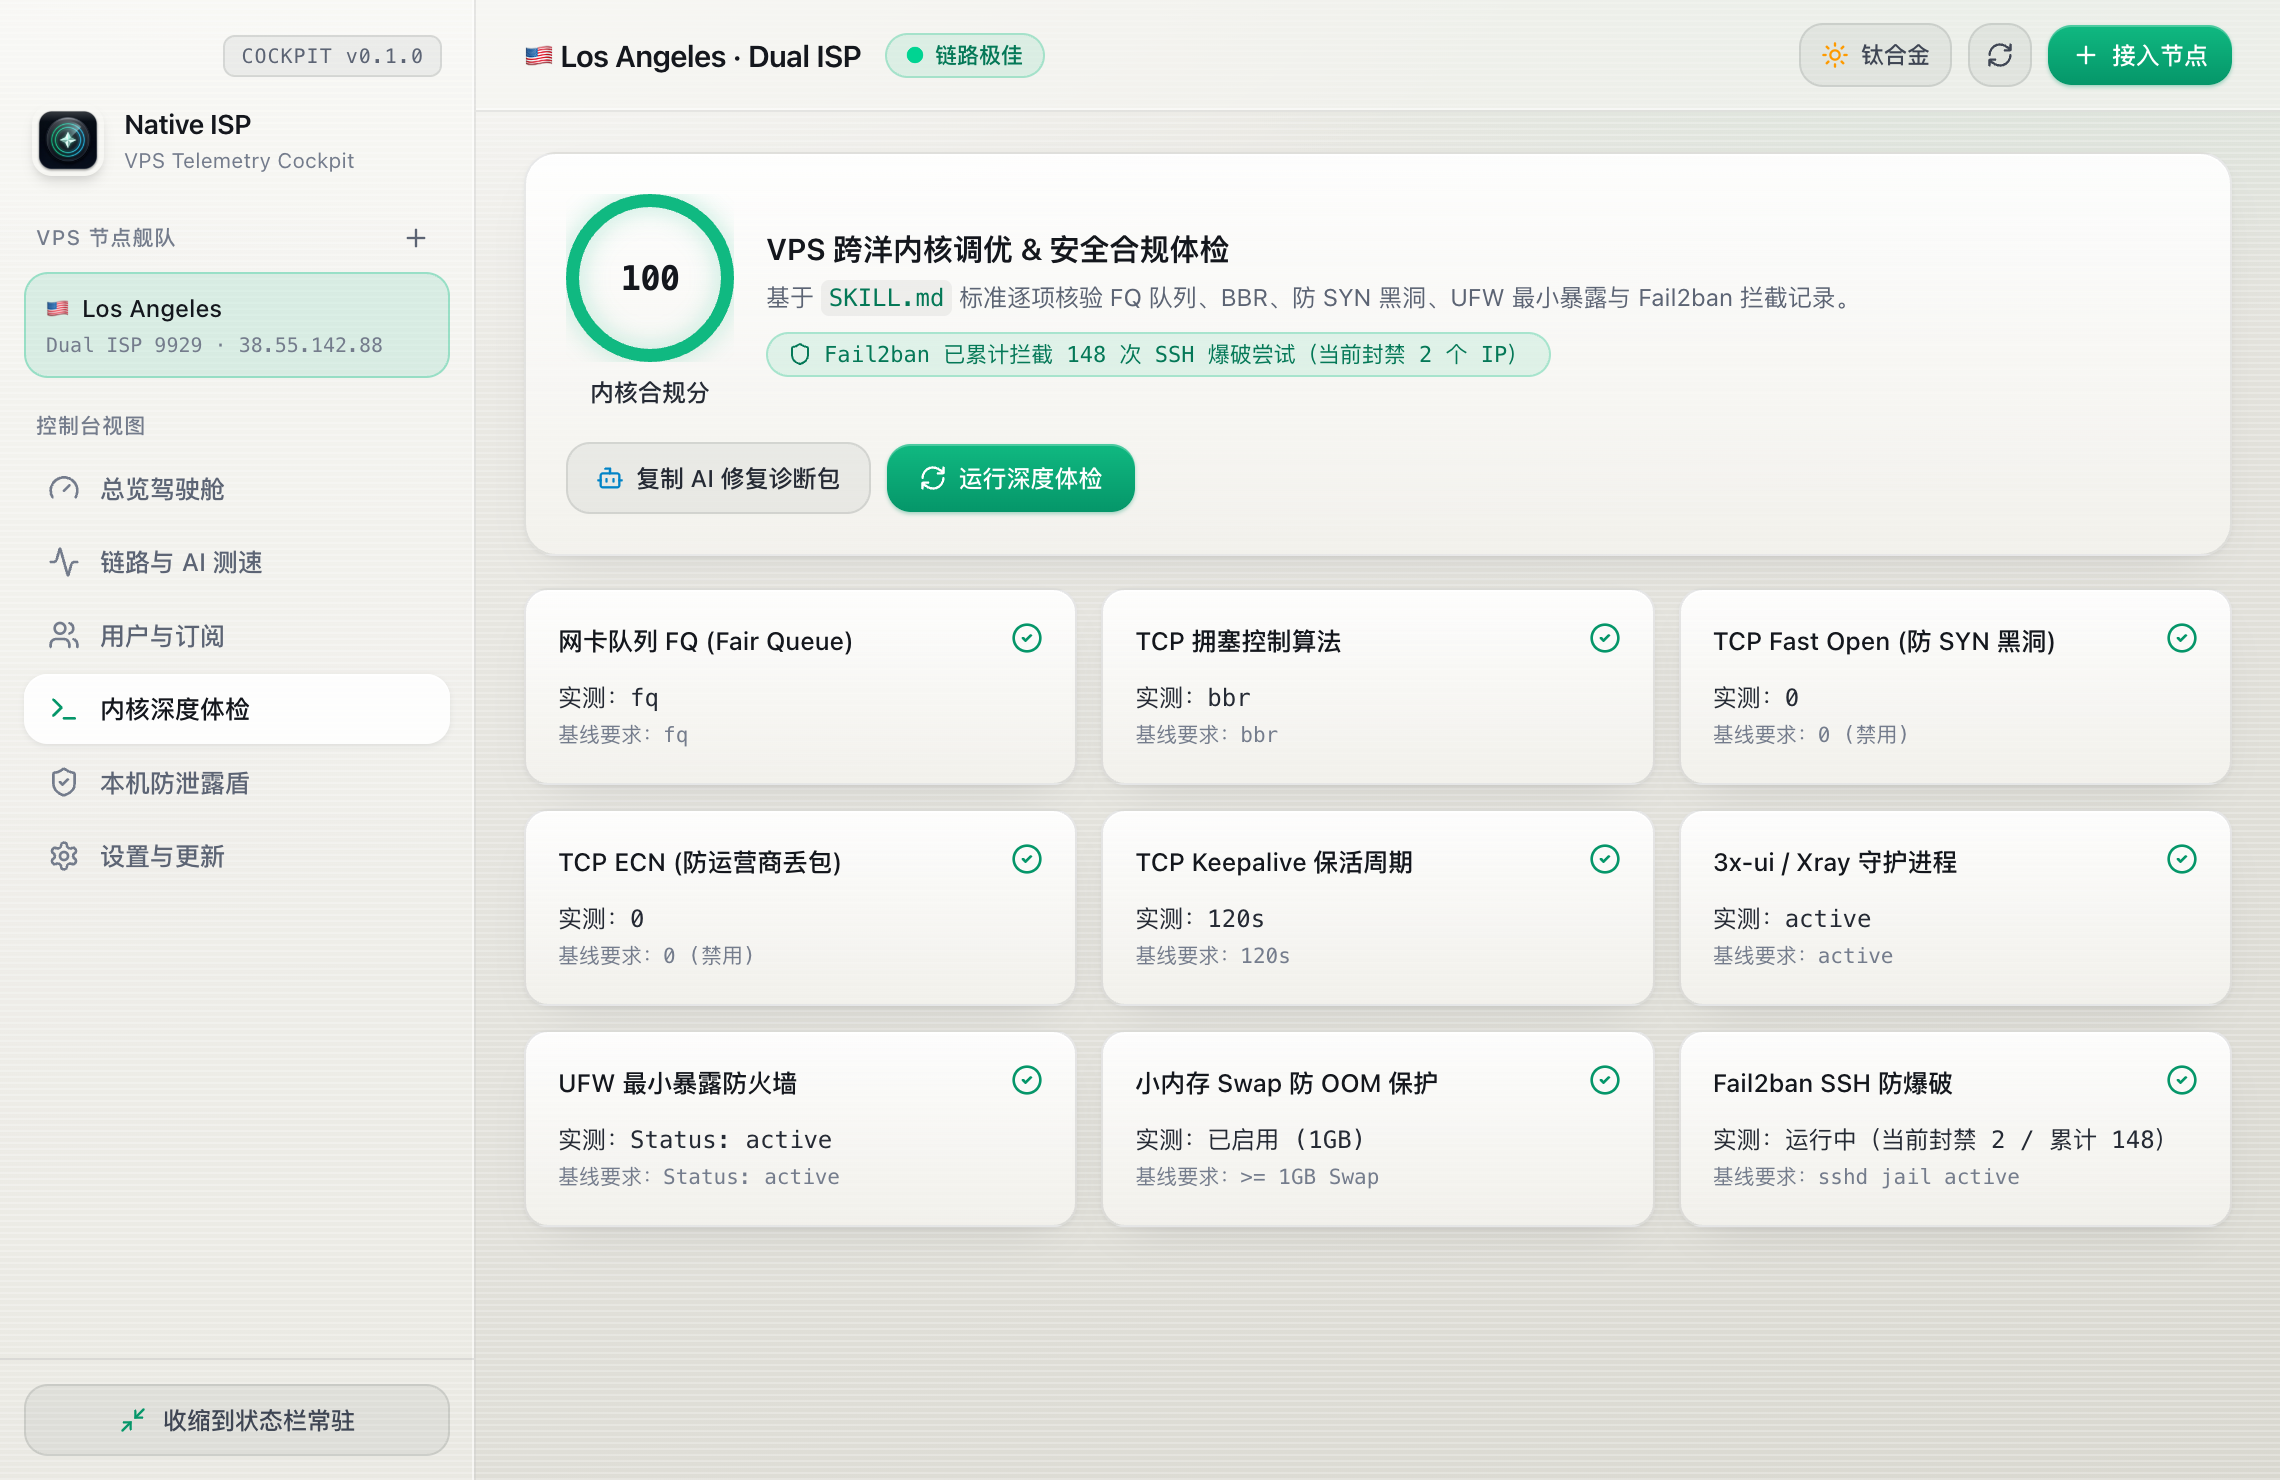 COCKPIT v0.1.0
Native ISP
VPS Telemetry Cockpit
VPS 节点舰队
Los Angeles
Dual ISP 9929 · 38.55.142.88
控制台视图
总览驾驶舱
链路与 AI 测速
用户与订阅
内核深度体检
本机防泄露盾
设置与更新
收缩到状态栏常驻
Los Angeles · Dual ISP
链路极佳
钛合金
接入节点
100
内核合规分
VPS 跨洋内核调优 & 安全合规体检
基于 SKILL.md 标准逐项核验 FQ 队列、BBR、防 SYN 黑洞、UFW 最小暴露与 Fail2ban 拦截记录。
Fail2ban 已累计拦截 148 次 SSH 爆破尝试（当前封禁 2 个 IP）
复制 AI 修复诊断包
运行深度体检
网卡队列 FQ (Fair Queue)
实测：fq
基线要求：fq
TCP 拥塞控制算法
实测：bbr
基线要求：bbr
TCP Fast Open (防 SYN 黑洞)
实测：0
基线要求：0 (禁用)
TCP ECN (防运营商丢包)
实测：0
基线要求：0 (禁用)
TCP Keepalive 保活周期
实测：120s
基线要求：120s
3x-ui / Xray 守护进程
实测：active
基线要求：active
UFW 最小暴露防火墙
实测：Status: active
基线要求：Status: active
小内存 Swap 防 OOM 保护
实测：已启用 (1GB)
基线要求：>= 1GB Swap
Fail2ban SSH 防爆破
实测：运行中（当前封禁 2 / 累计 148）
基线要求：sshd jail active